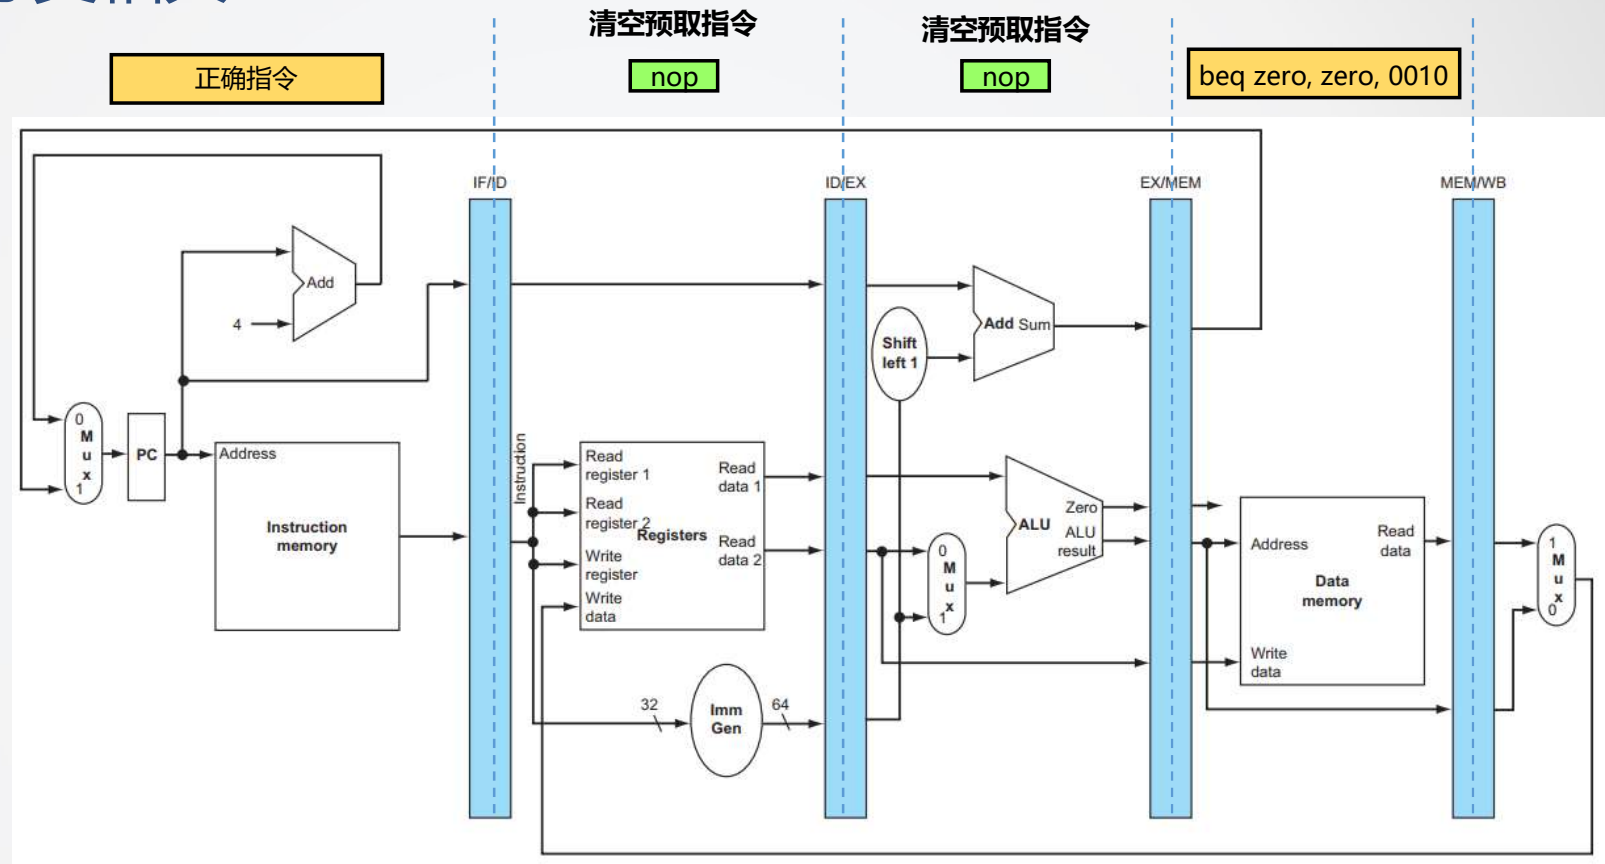 清空预取指令
清空预取指令
正确指令
nop
nop
beq zero, zero, 0010
IF/ID
ID/EX
EX/MEM
MEM/WB
Add
4
Add Sum
Shift
left 1
0
M
u
x
1
PC
Address
Instruction
memory
Instruction
Read
register 1
Read
register 2
Registers
Write
register
Write
data
Read
data 1
Read
data 2
0
M
u
x
1
Zero
ALU
ALU
result
Address
Read
data
Data
memory
Write
data
1
M
u
x
0
32
Imm
Gen
64